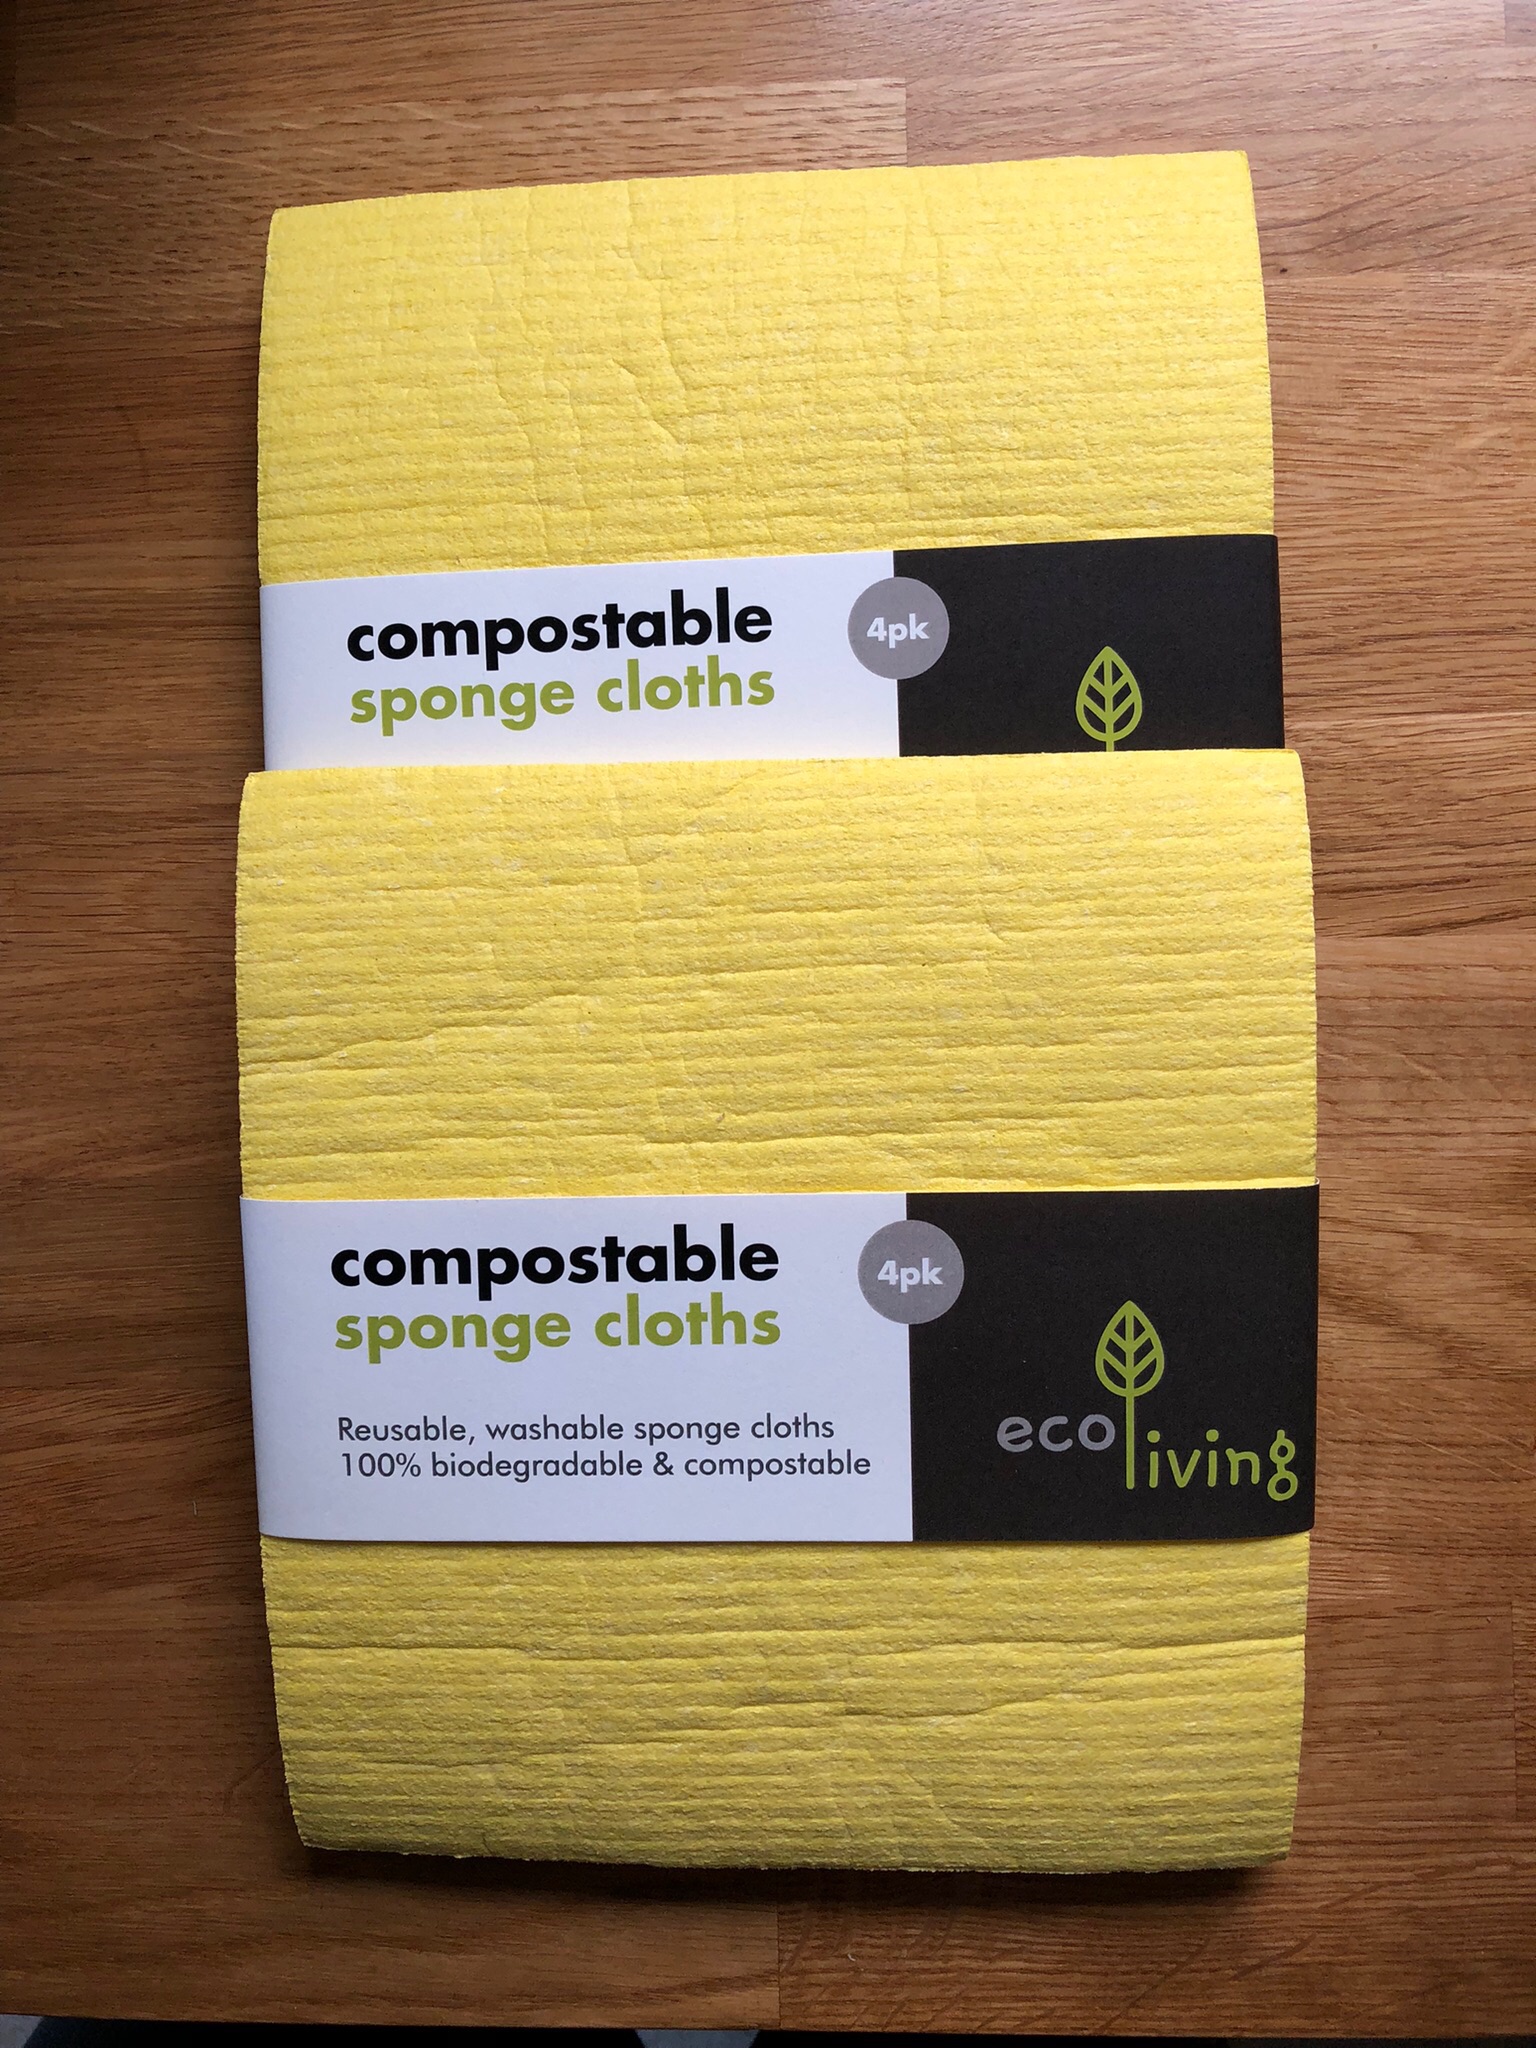 compostable
sponge cloths
4pk
compostable
sponge cloths
4pk
Reusable, washable sponge cloths
100% biodegradable & compostable
eco living